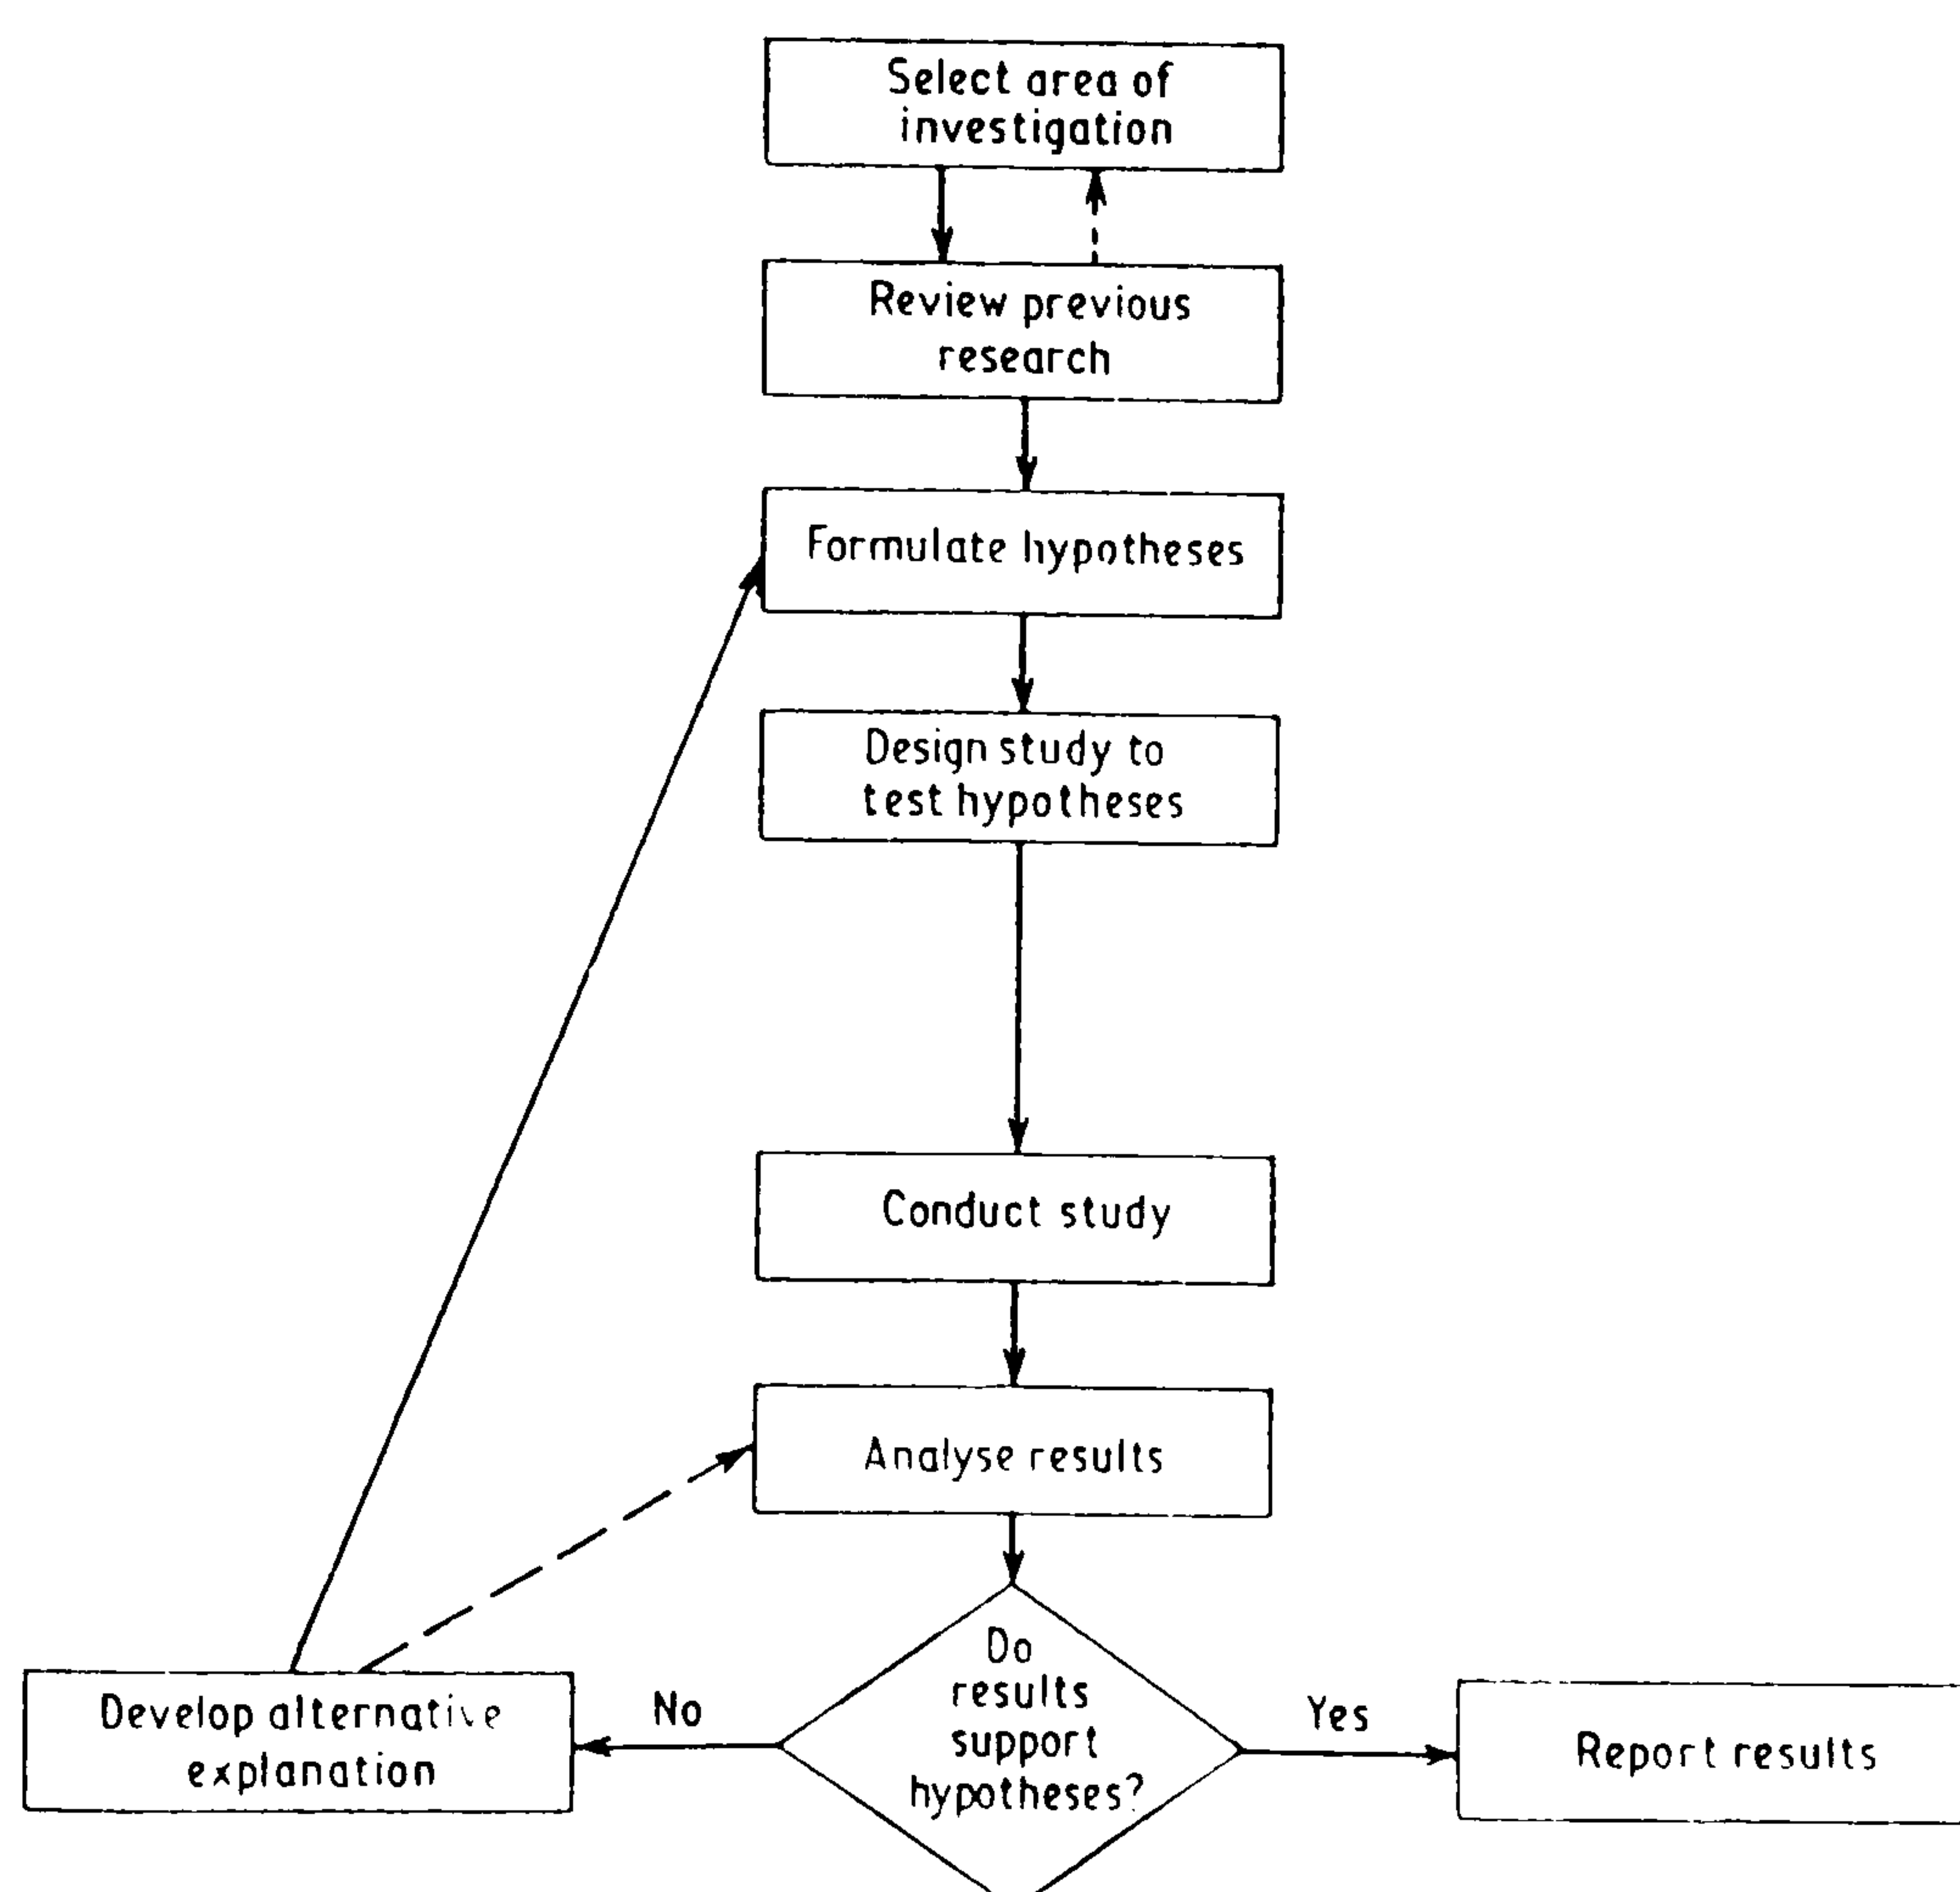 Select area of
investigation
Review previous
research
Formulate hypotheses
Design study to
test hypotheses
Conduct study
Analyse results
Do
results
support
hypotheses?
No
Yes
Develop alternative
explanation
Report results